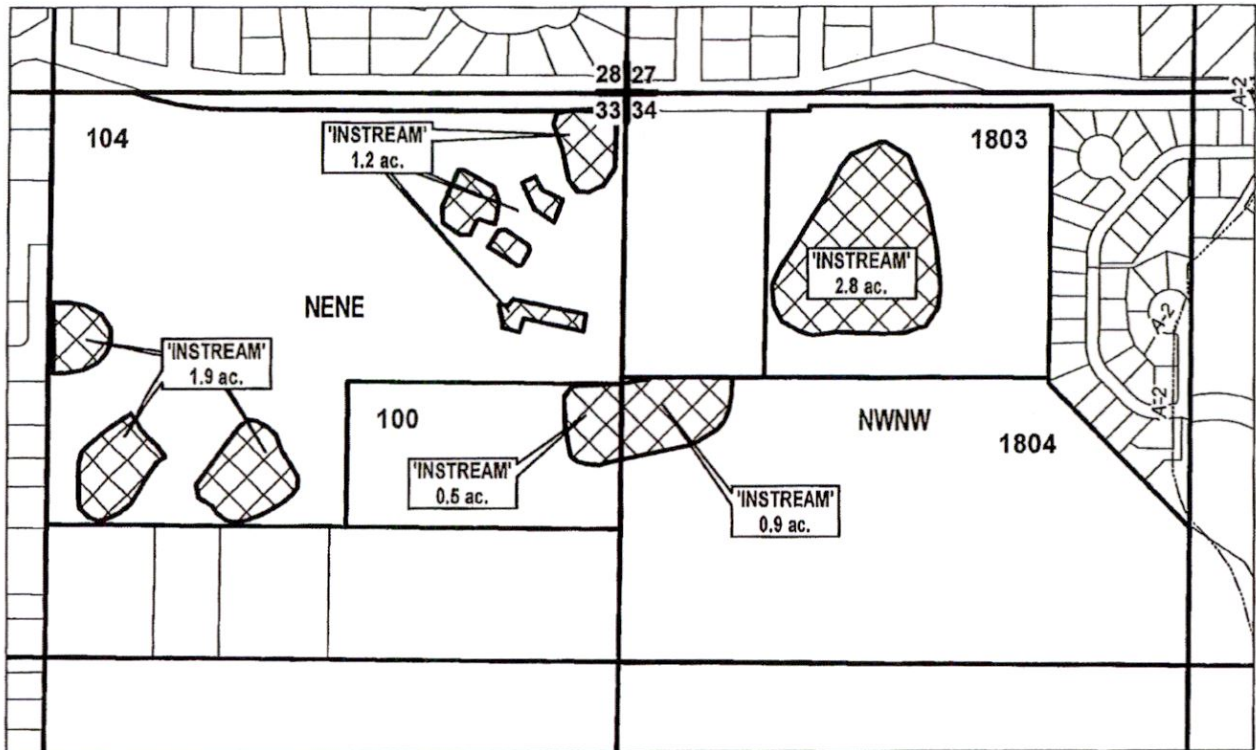 28 27
33 34
A-2
104
'INSTREAM'
1.2 ac.
1803
'INSTREAM'
2.8 ac.
NENE
A-2
'INSTREAM'
1.9 ac.
100
NWNW
A-2
1804
'INSTREAM'
0.5 ac.
'INSTREAM'
0.9 ac.